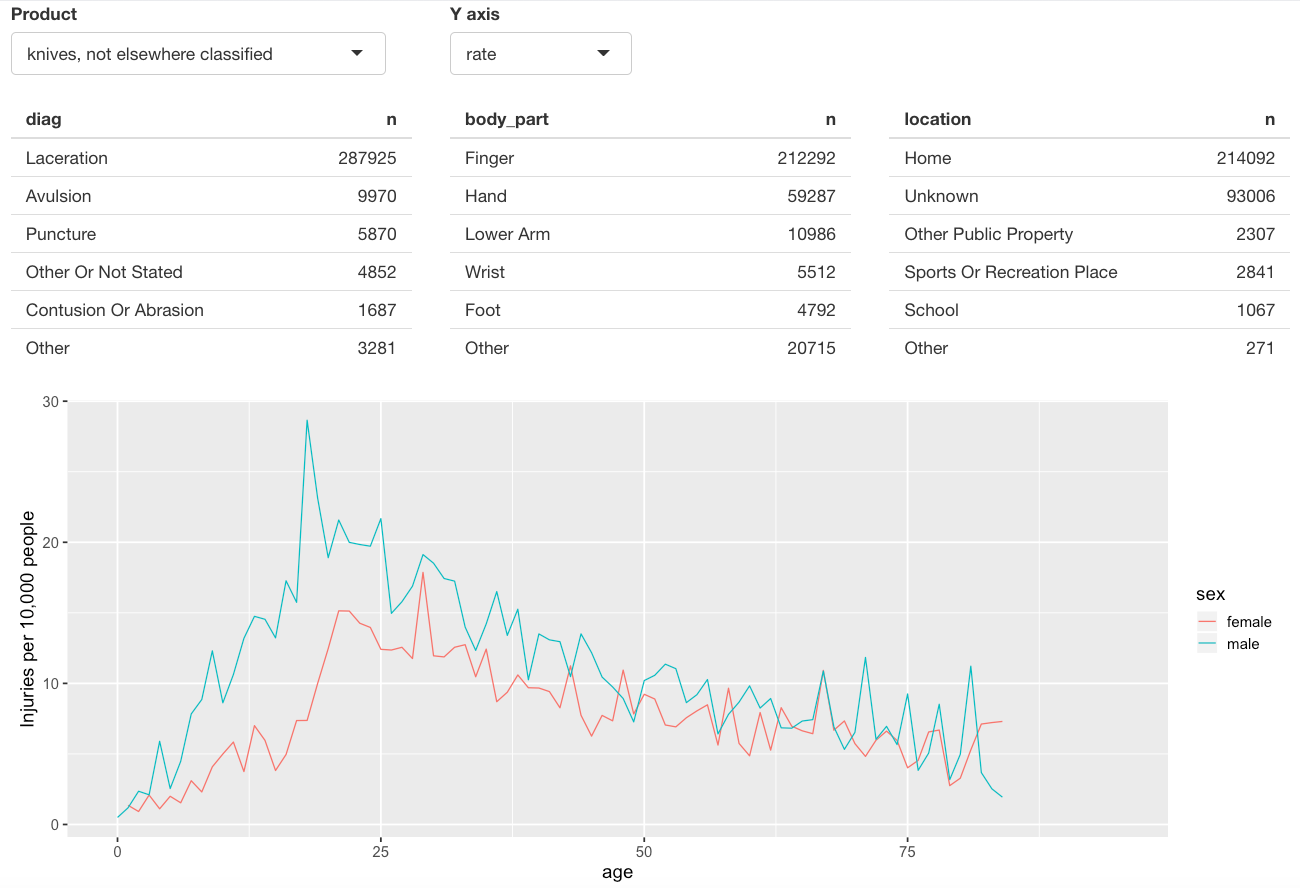 Product Y axis
knives, not elsewhere classified rate
diag n body_part n location n
Laceration 287925 Finger 212292 Home 214092
Avulsion 9970 Hand 59287 Unknown 93006
Puncture 5870 Lower Arm 10986 Other Public Property 2307
Other Or Not Stated 4852 Wrist 5512 Sports Or Recreation Place 2841
Contusion Or Abrasion 1687 Foot 4792 School 1067
Other 3281 Other 20715 Other 271
30
20
10
0
Injuries per 10,000 people
0 25 50 75
age
sex
female
male